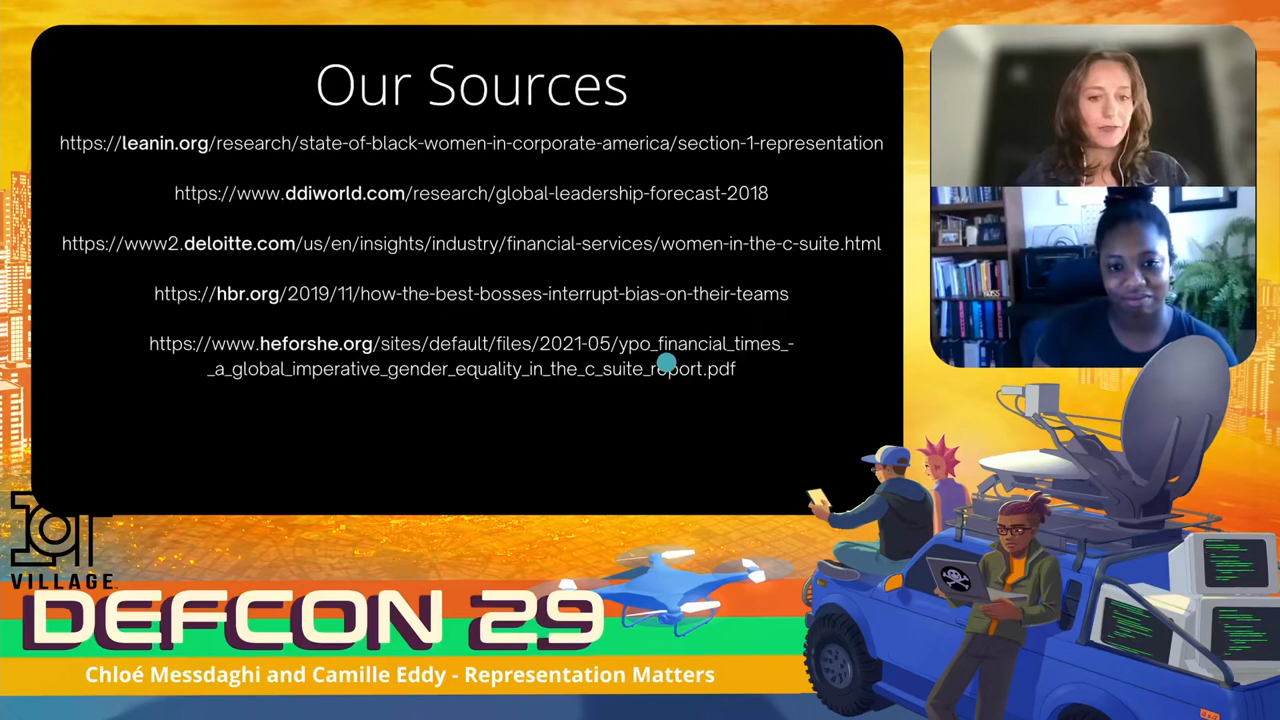 Our Sources
https://leanin.org/research/state-of-black-women-in-corporate-america/section-1-representation
https://www.ddiworld.com/research/global-leadership-forecast-2018
https://www2.deloitte.com/us/en/insights/industry/financial-services/women-in-the-c-suite.html
https://hbr.org/2019/11/how-the-best-bosses-interrupt-bias-on-their-teams
https://www.heforshe.org/sites/default/files/2021-05/ypo_financial_times_-
_a_global_imperative_gender_equality_in_the_c_suite_report.pdf
IOT
VILLAGE
DEFCON 29
Chloé Messdaghi and Camille Eddy - Representation Matters